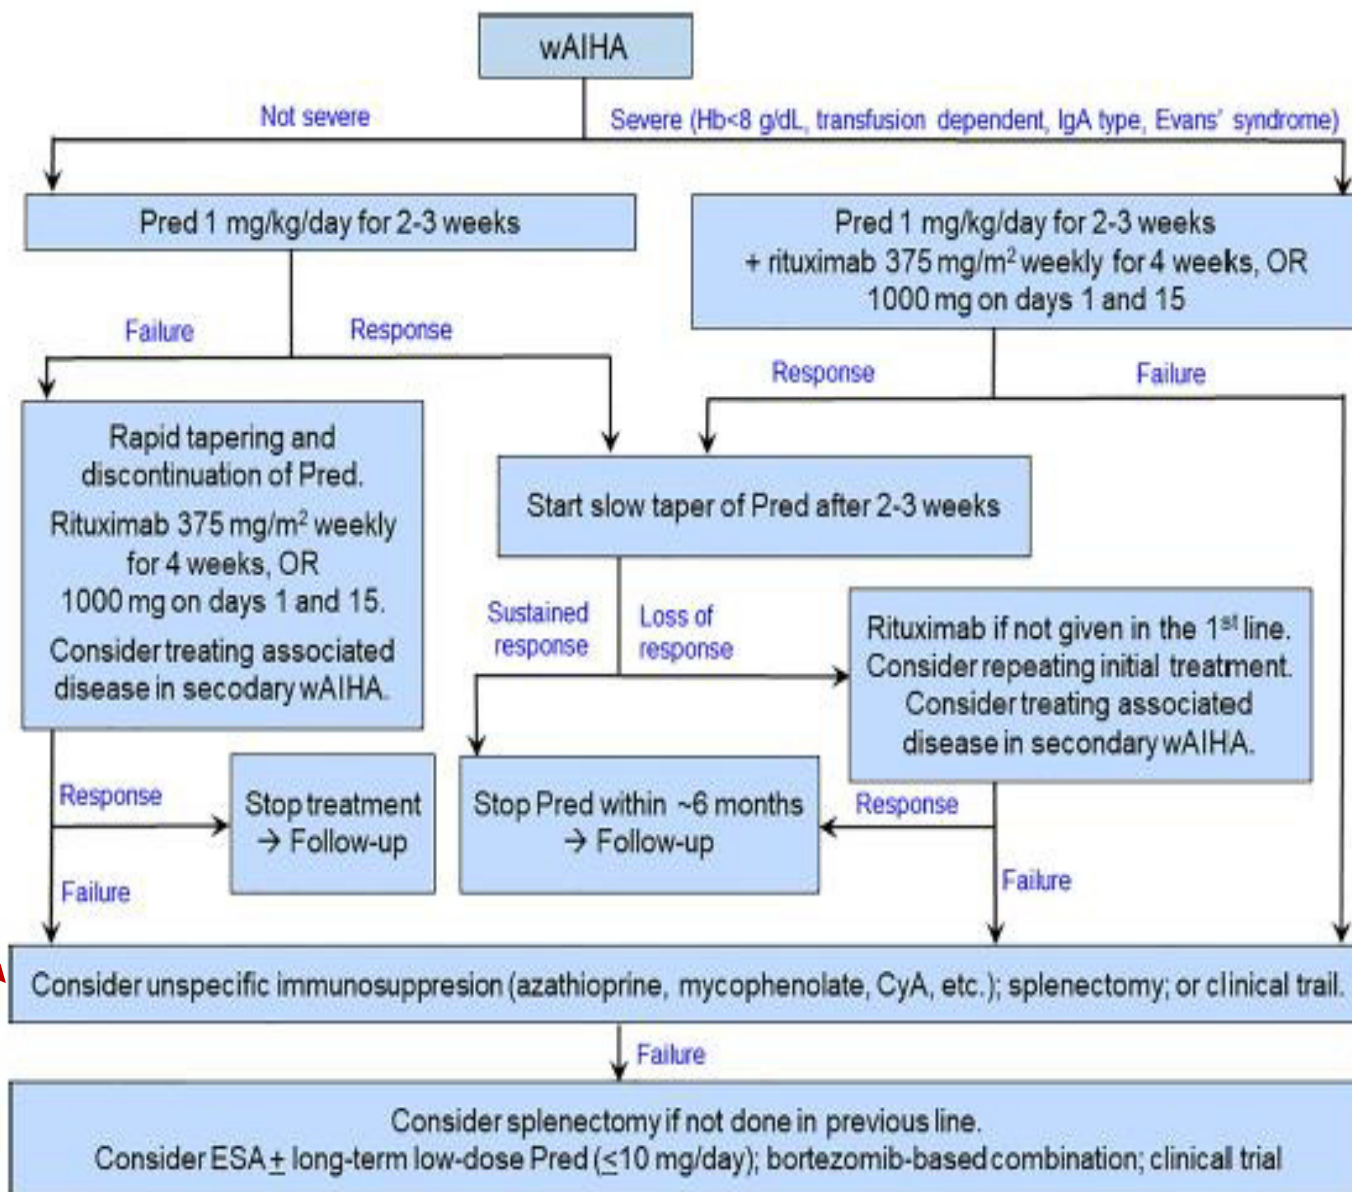 wAIHA
Not severe
Severe (Hb<8 g/dL, transfusion dependent, IgA type, Evans' syndrome)
Pred 1 mg/kg/day for 2-3 weeks
Pred 1 mg/kg/day for 2-3 weeks
+ rituximab 375 mg/m² weekly for 4 weeks, OR
1000 mg on days 1 and 15
Failure
Response
Response
Failure
Rapid tapering and
discontinuation of Pred.
Rituximab 375 mg/m² weekly
for 4 weeks, OR
1000 mg on days 1 and 15.
Consider treating associated
disease in secodary wAIHA.
Start slow taper of Pred after 2-3 weeks
Sustained
response
Loss of
response
Rituximab if not given in the 1st line.
Consider repeating initial treatment.
Consider treating associated
disease in secondary wAIHA.
Response
Stop treatment
→ Follow-up
Stop Pred within ~6 months
→ Follow-up
Response
Failure
Failure
Consider unspecific immunosuppresion (azathioprine, mycophenolate, CyA, etc.); splenectomy; or clinical trail.
Failure
Consider splenectomy if not done in previous line.
Consider ESA ± long-term low-dose Pred (≤10 mg/day); bortezomib-based combination; clinical trial